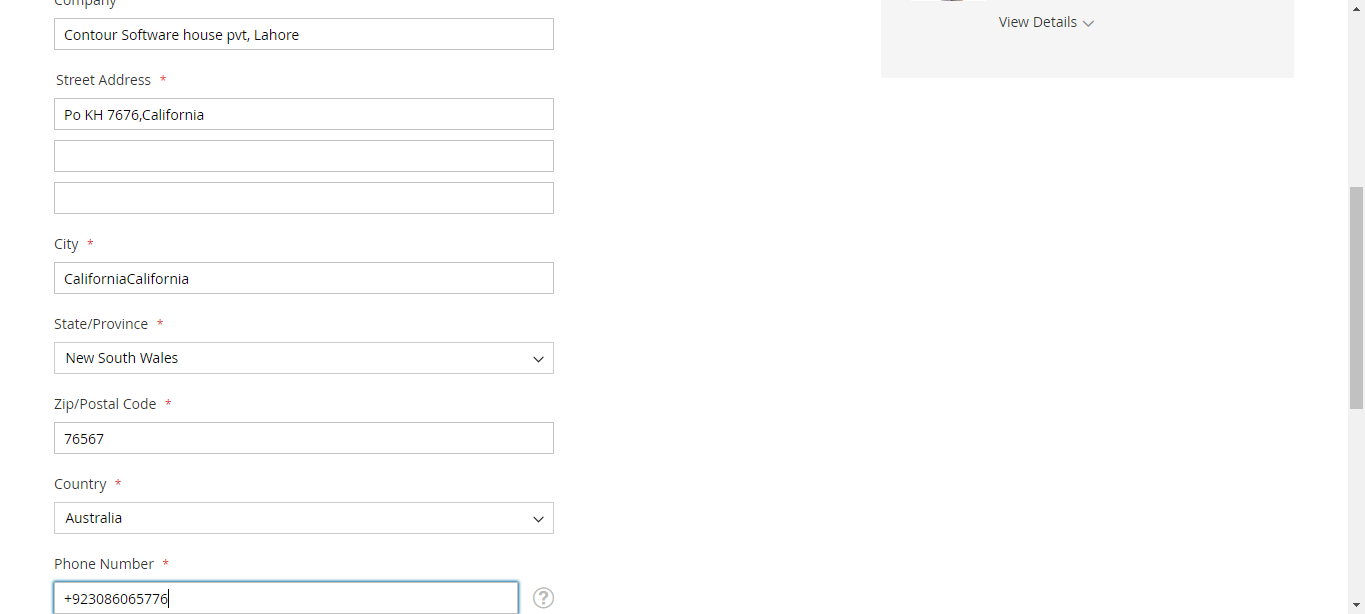 Company
Contour Software house pvt, Lahore
View Details
Street Address *
Po KH 7676,California
City *
CaliforniaCalifornia
State/Province *
New South Wales
Zip/Postal Code *
76567
Country *
Australia
Phone Number *
+923086065776
?